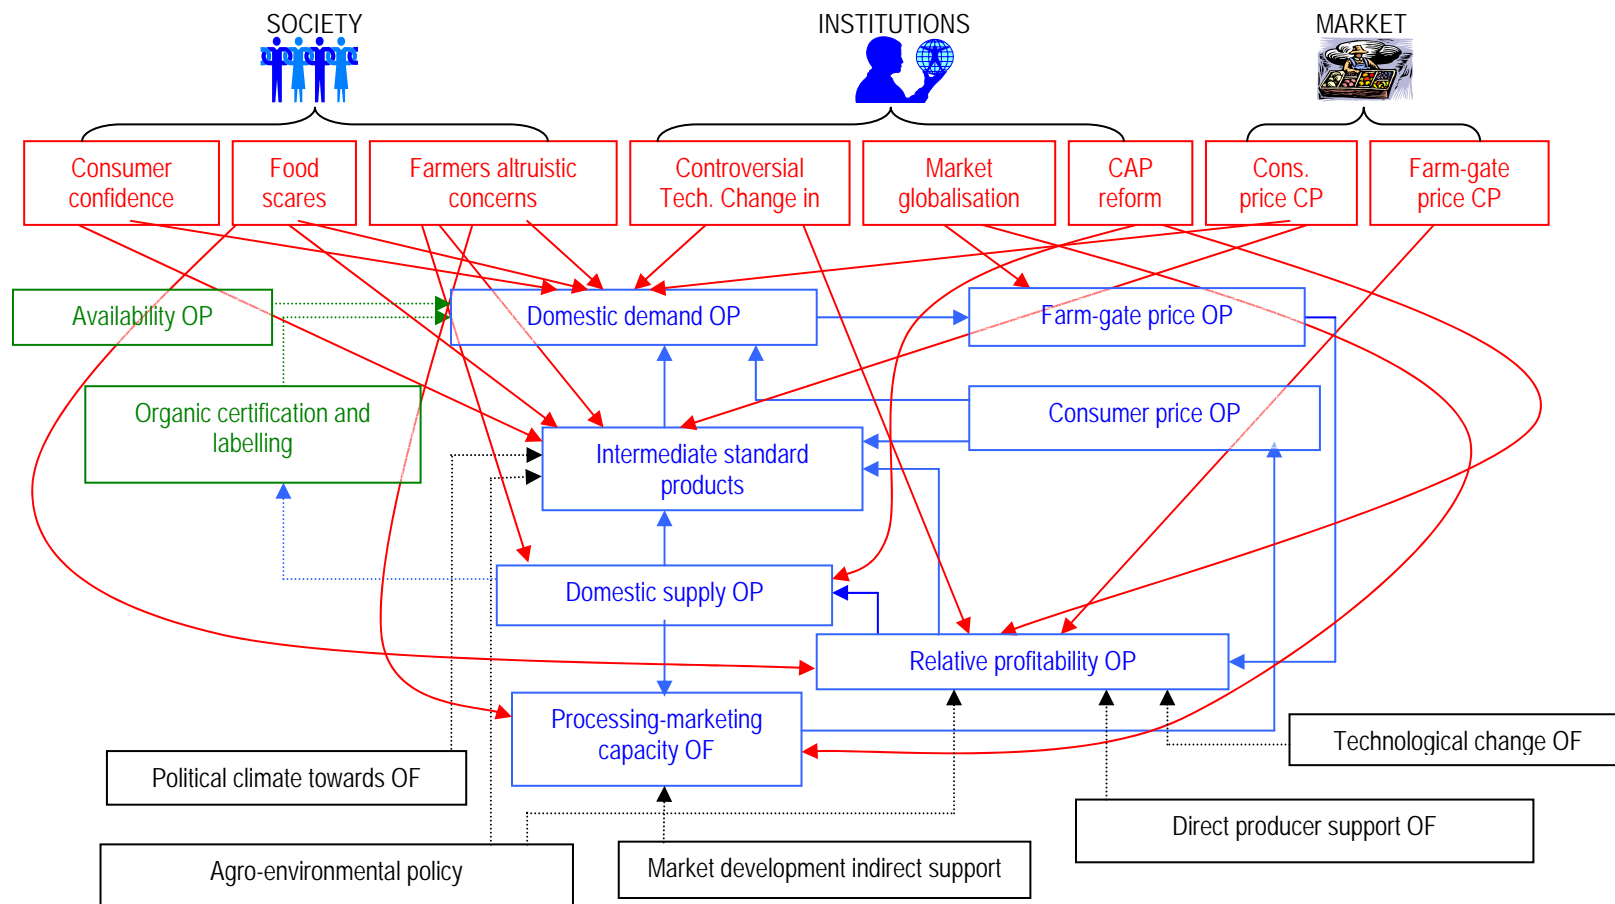 SOCIETY
INSTITUTIONS
MARKET
Consumer
confidence
Food
scares
Farmers altruistic
concerns
Controversial
Tech. Change in
Market
globalisation
CAP
reform
Cons.
price CP
Farm-gate
price CP
Availability OP
Domestic demand OP
Farm-gate price OP
Organic certification and
labelling
Consumer price OP
Intermediate standard
products
Domestic supply OP
Relative profitability OP
Processing-marketing
capacity OF
Technological change OF
Political climate towards OF
Direct producer support OF
Agro-environmental policy
Market development indirect support